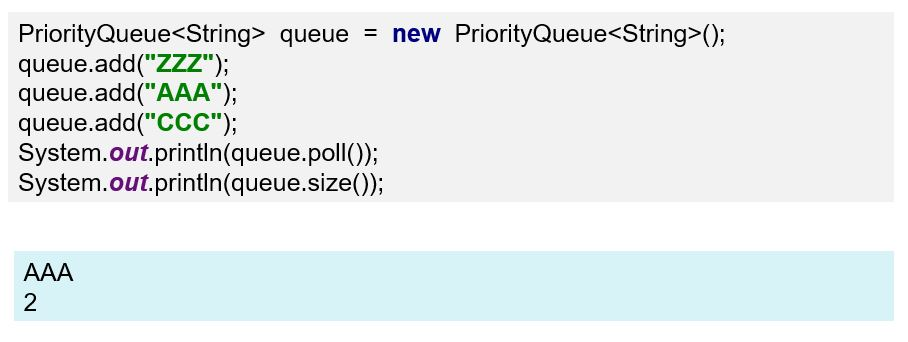 PriorityQueue<String> queue = new PriorityQueue<String>();
queue.add("ZZZ");
queue.add("AAA");
queue.add("CCC");
System.out.println(queue.poll());
System.out.println(queue.size());
AAA
2